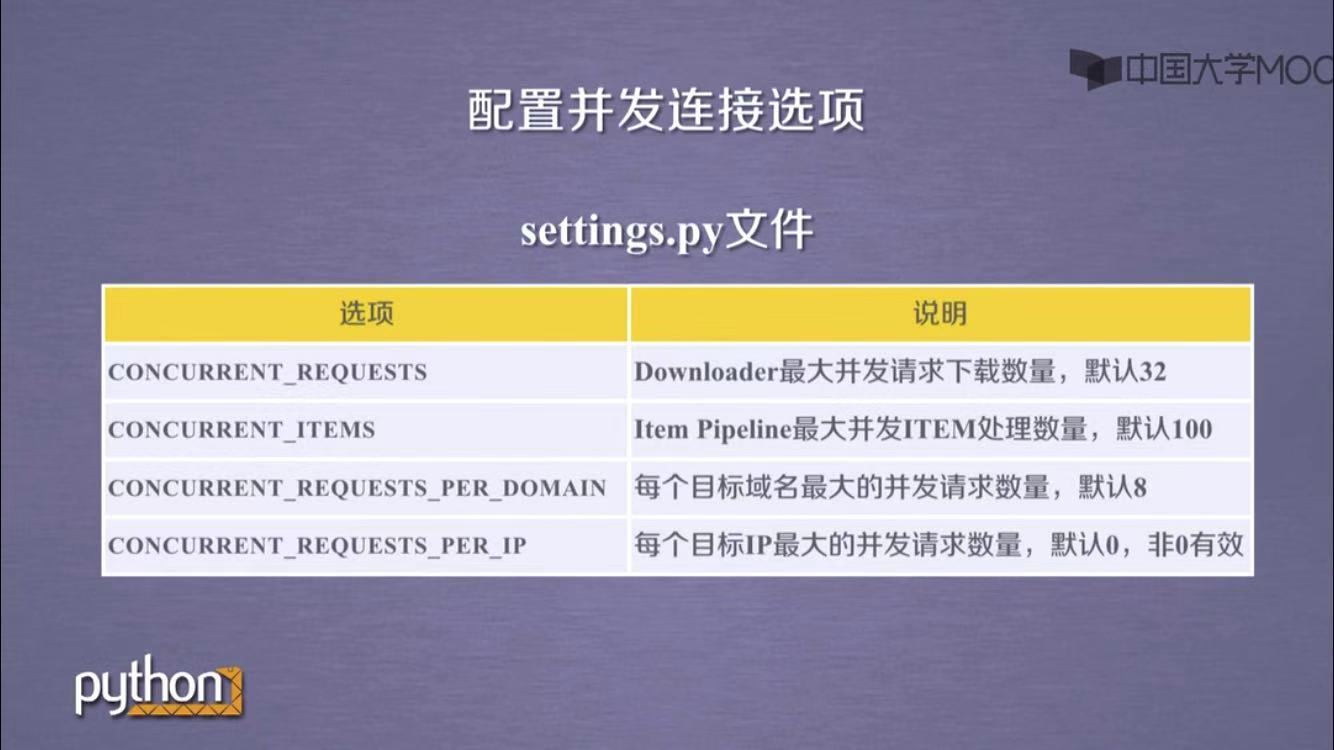 中国大学MOO
配置并发连接选项
settings.py文件
选项 说明
CONCURRENT_REQUESTS Downloader最大并发请求下载数量，默认32
CONCURRENT_ITEMS Item Pipeline最大并发ITEM处理数量，默认100
CONCURRENT_REQUESTS_PER_DOMAIN 每个目标域名最大的并发请求数量，默认8
CONCURRENT_REQUESTS_PER_IP 每个目标IP最大的并发请求数量，默认0，非0有效
python